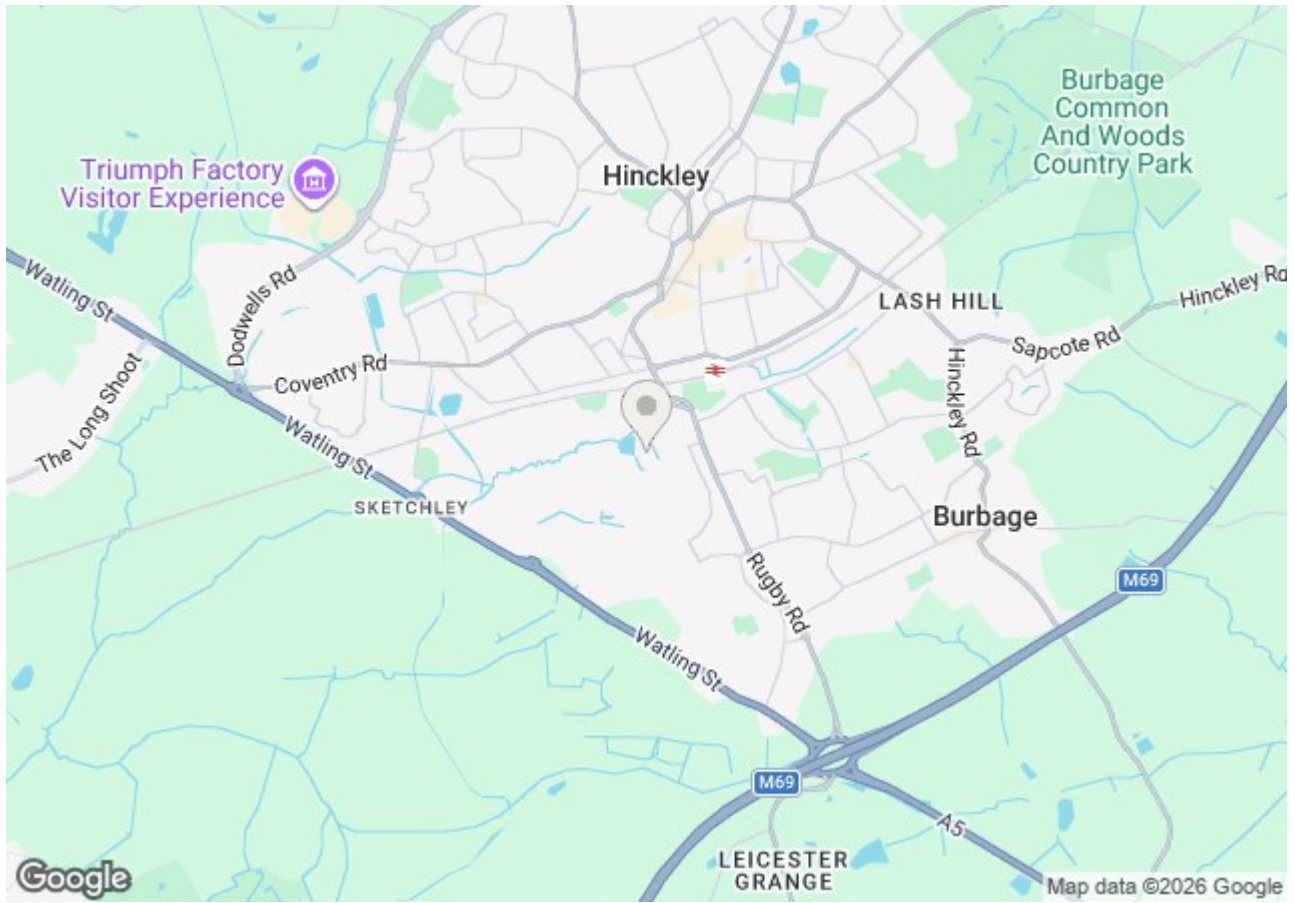 Burbage
Common
And Woods
Country Park
Triumph Factory
Visitor Experience
Hinckley
Watling St
Dodwells Rd
LASH HILL
Hinckley Rd
Sapcote Rd
The Long Shoot
Coventry Rd
Hinckley Rd
Watling St
SKETCHLEY
Burbage
Rugby Rd
M69
Watling St
M69
A5
LEICESTER
GRANGE
Google
Map data ©2026 Google